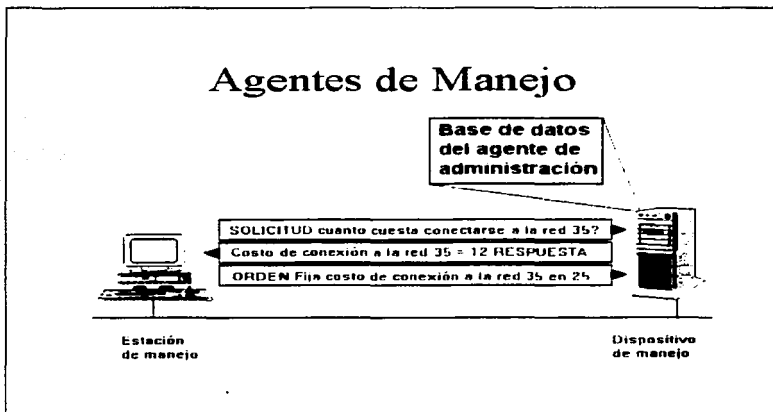 Agentes de Manejo
Base de datos
del agente de
administración
SOLICITUD cuanto cuesta conectarse a la red 35?
Costo de conexión a la red 35 = 12 RESPUESTA
ORDEN Fija costo de conexión a la red 35 en 25
Estación
de manejo
Dispositivo
de manejo